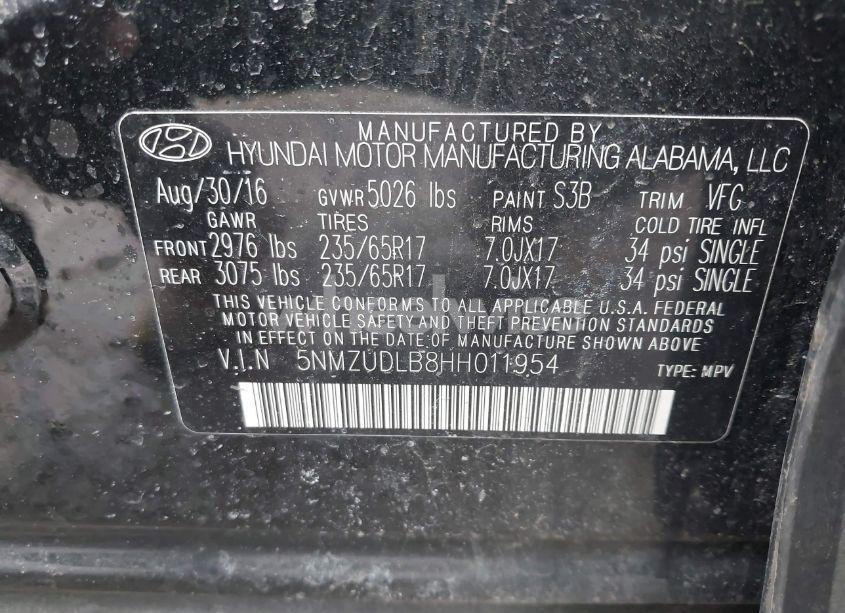 MANUFACTURED BY
HYUNDAI MOTOR MANUFACTURING ALABAMA, LLC
Aug/30/16 GVWR 5026 lbs PAINT S3B TRIM VFG
GAWR TIRES RIMS COLD TIRE INFL
FRONT 2976 lbs 235/65R17 7.0JX17 34 psi SINGLE
REAR 3075 lbs 235/65R17 7.0JX17 34 psi SINGLE
THIS VEHICLE CONFORMS TO ALL APPLICABLE U.S.A. FEDERAL
MOTOR VEHICLE SAFETY AND THEFT PREVENTION STANDARDS
IN EFFECT ON THE DATE OF MANUFACTURE SHOWN ABOVE
V.I.N 5NMZUDLB8HH011954 TYPE: MPV